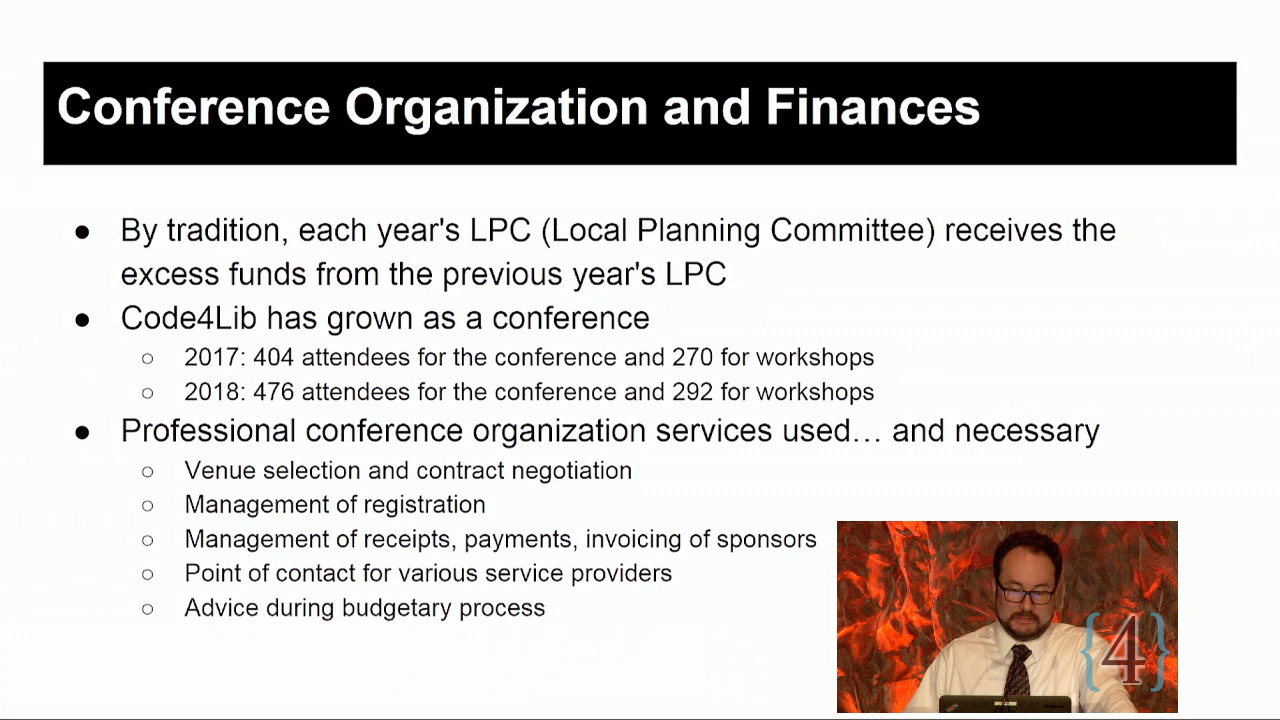 Conference Organization and Finances
● By tradition, each year's LPC (Local Planning Committee) receives the
excess funds from the previous year's LPC
● Code4Lib has grown as a conference
○ 2017: 404 attendees for the conference and 270 for workshops
○ 2018: 476 attendees for the conference and 292 for workshops
● Professional conference organization services used… and necessary
○ Venue selection and contract negotiation
○ Management of registration
○ Management of receipts, payments, invoicing of sponsors
○ Point of contact for various service providers
○ Advice during budgetary process
{4}